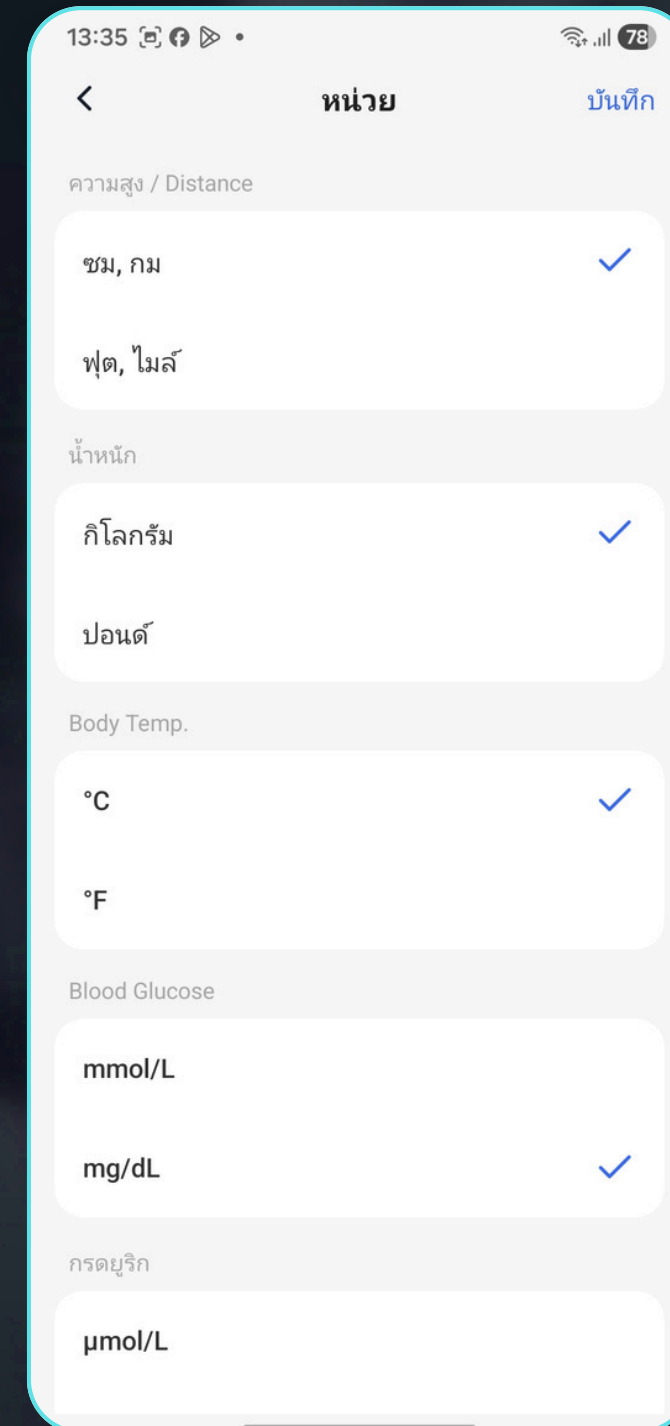 13:35
78
หน่วย
บันทึก
ความสูง / Distance
ซม, กม
ฟุต, ไมล์
น้ำหนัก
กิโลกรัม
ปอนด์
Body Temp.
°C
°F
Blood Glucose
mmol/L
mg/dL
กรดยูริก
µmol/L